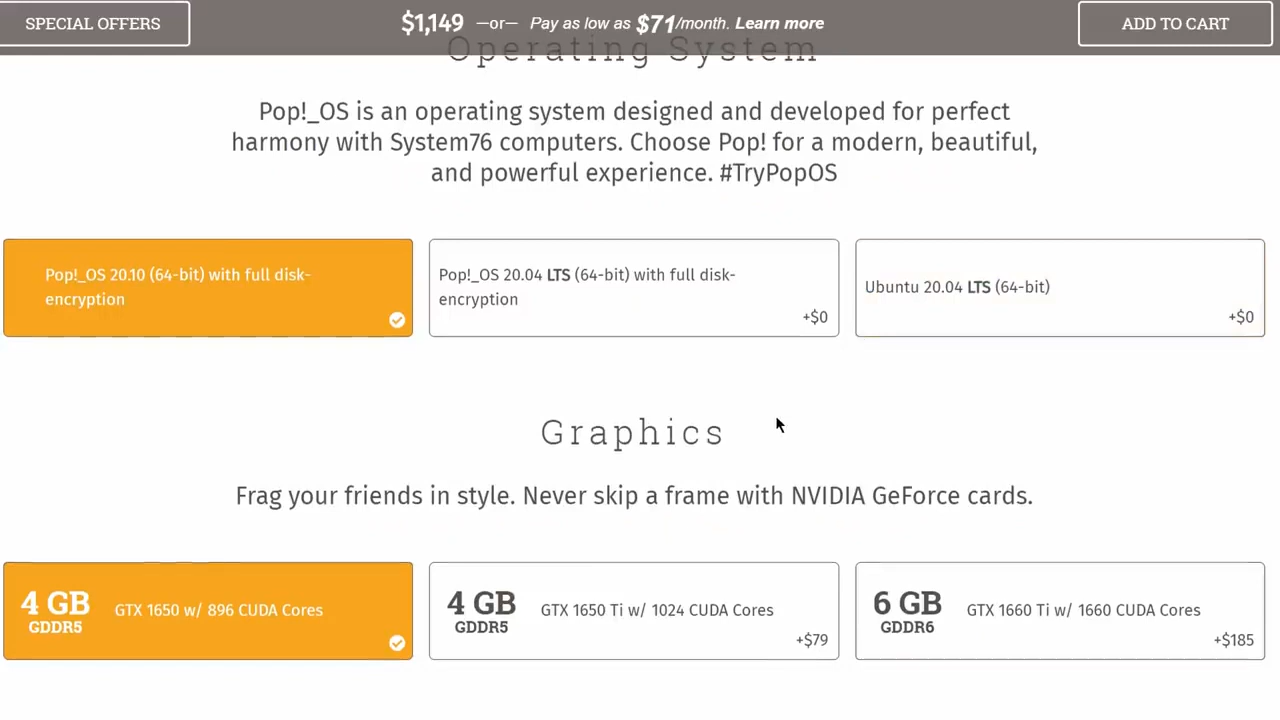 SPECIAL OFFERS
$1,149 —or— Pay as low as $71/month. Learn more
ADD TO CART
Operating System
Pop!_OS is an operating system designed and developed for perfect
harmony with System76 computers. Choose Pop! for a modern, beautiful,
and powerful experience. #TryPopOS
Pop!_OS 20.10 (64-bit) with full disk-
encryption
Pop!_OS 20.04 LTS (64-bit) with full disk-
encryption
+$0
Ubuntu 20.04 LTS (64-bit)
+$0
Graphics
Frag your friends in style. Never skip a frame with NVIDIA GeForce cards.
4 GB
GDDR5
GTX 1650 w/ 896 CUDA Cores
4 GB
GDDR5
GTX 1650 Ti w/ 1024 CUDA Cores
+$79
6 GB
GDDR6
GTX 1660 Ti w/ 1660 CUDA Cores
+$185